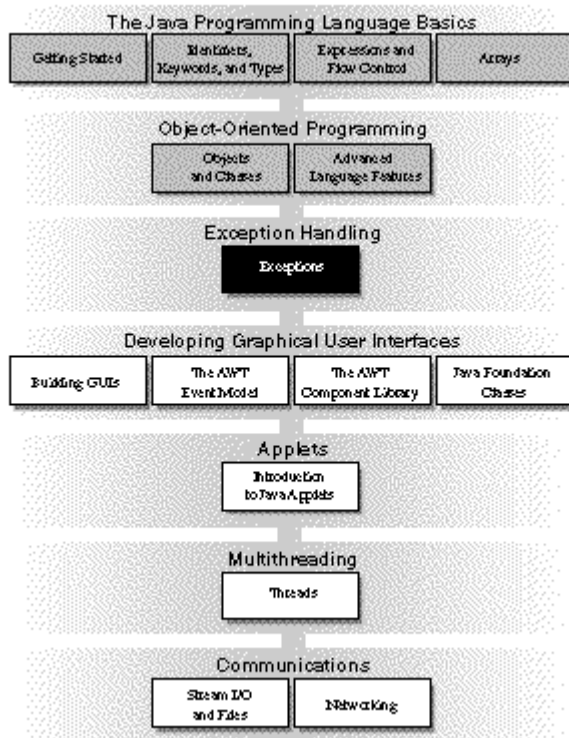 The Java Programming Language Basics
Getting Started
Identifiers,
Keywords, and Types
Expressions and
Flow Control
Arrays
Object-Oriented Programming
Objects
and Classes
Advanced
Language Features
Exception Handling
Exceptions
Developing Graphical User Interfaces
Building GUIs
The AWT
Event Model
The AWT
Component Library
Java Foundation
Classes
Applets
Introduction
to Java Applets
Multithreading
Threads
Communications
Stream I/O
and Files
Networking